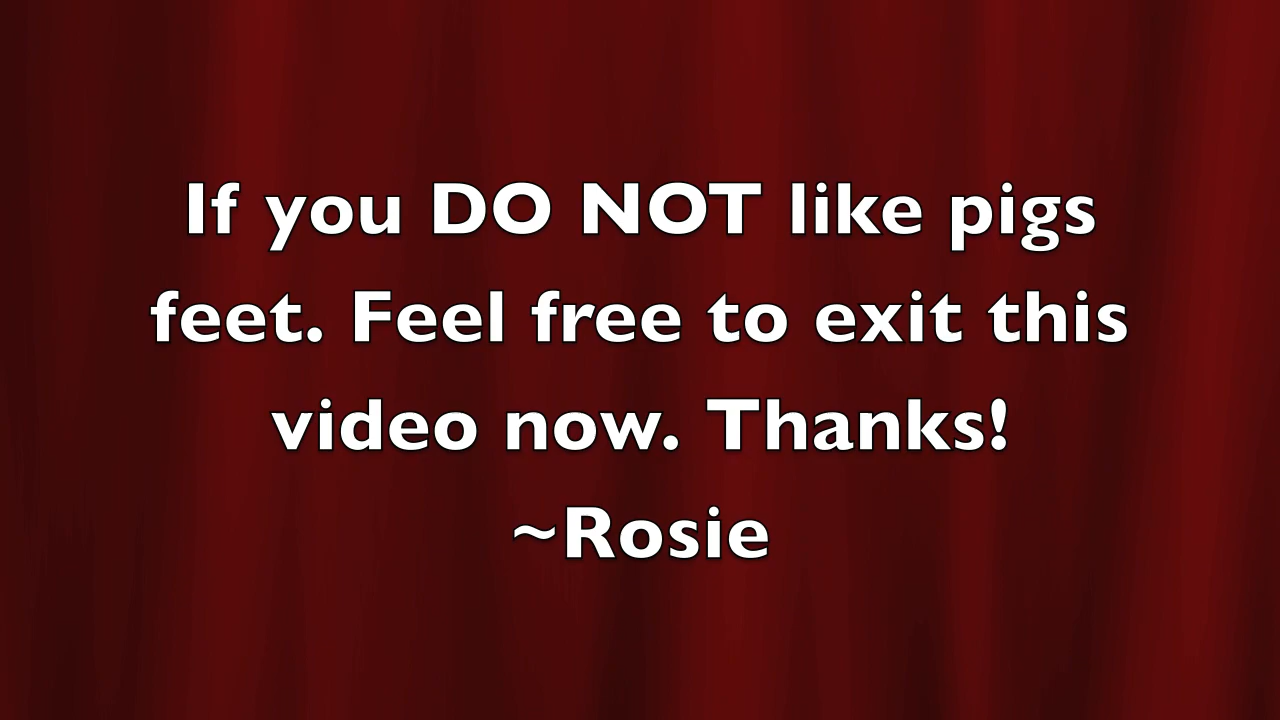 If you DO NOT like pigs
feet. Feel free to exit this
video now. Thanks!
~Rosie